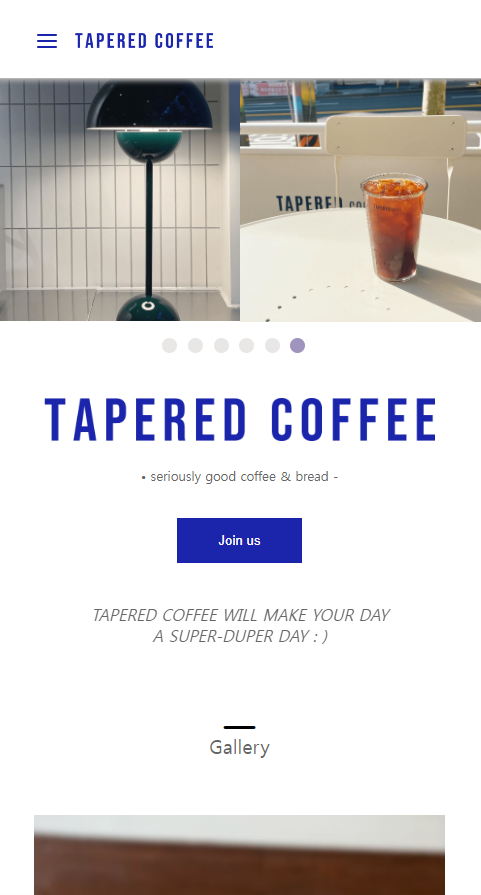 TAPERED COFFEE
TAPERED
TAPERED COFFEE
• seriously good coffee & bread -
Join us
TAPERED COFFEE WILL MAKE YOUR DAY
A SUPER-DUPER DAY : )
Gallery